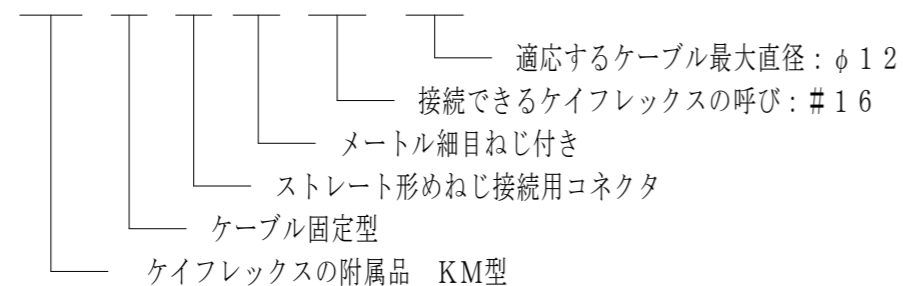 適応するケーブル最大直径：φ１２
接続できるケイフレックスの呼び：＃１６
メートル細目ねじ付き
ストレート形めねじ接続用コネクタ
ケーブル固定型
ケイフレックスの附属品　ＫＭ型